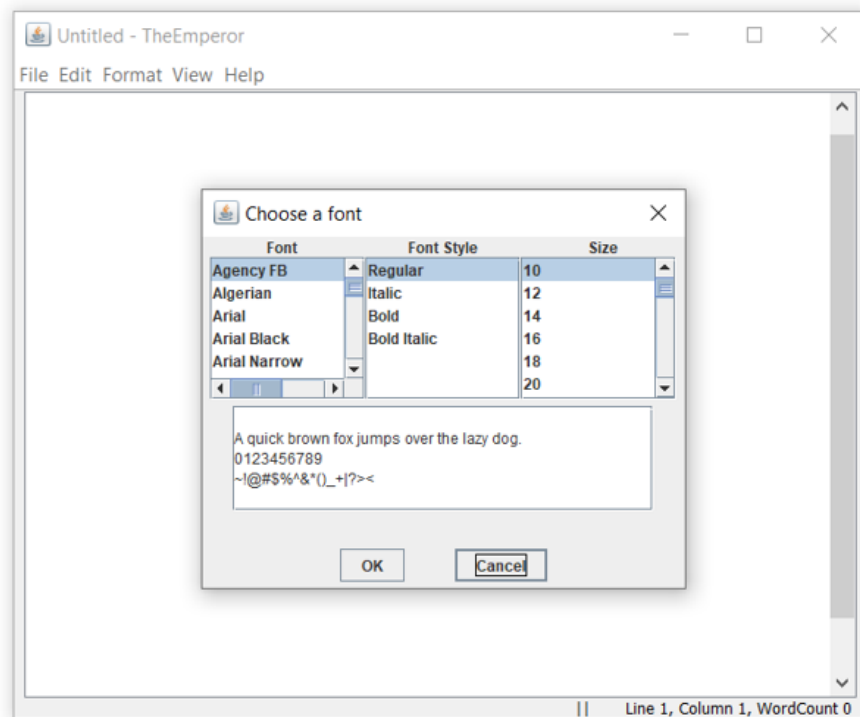 Untitled - TheEmperor
File Edit Format View Help
Choose a font
Font Font Style Size
Agency FB Regular 10
Algerian Italic 12
Arial Bold 14
Arial Black Bold Italic 16
Arial Narrow 18
20
A quick brown fox jumps over the lazy dog.
0123456789
~!@#$%^&*()_+|?><
OK Cancel
|| Line 1, Column 1, WordCount 0